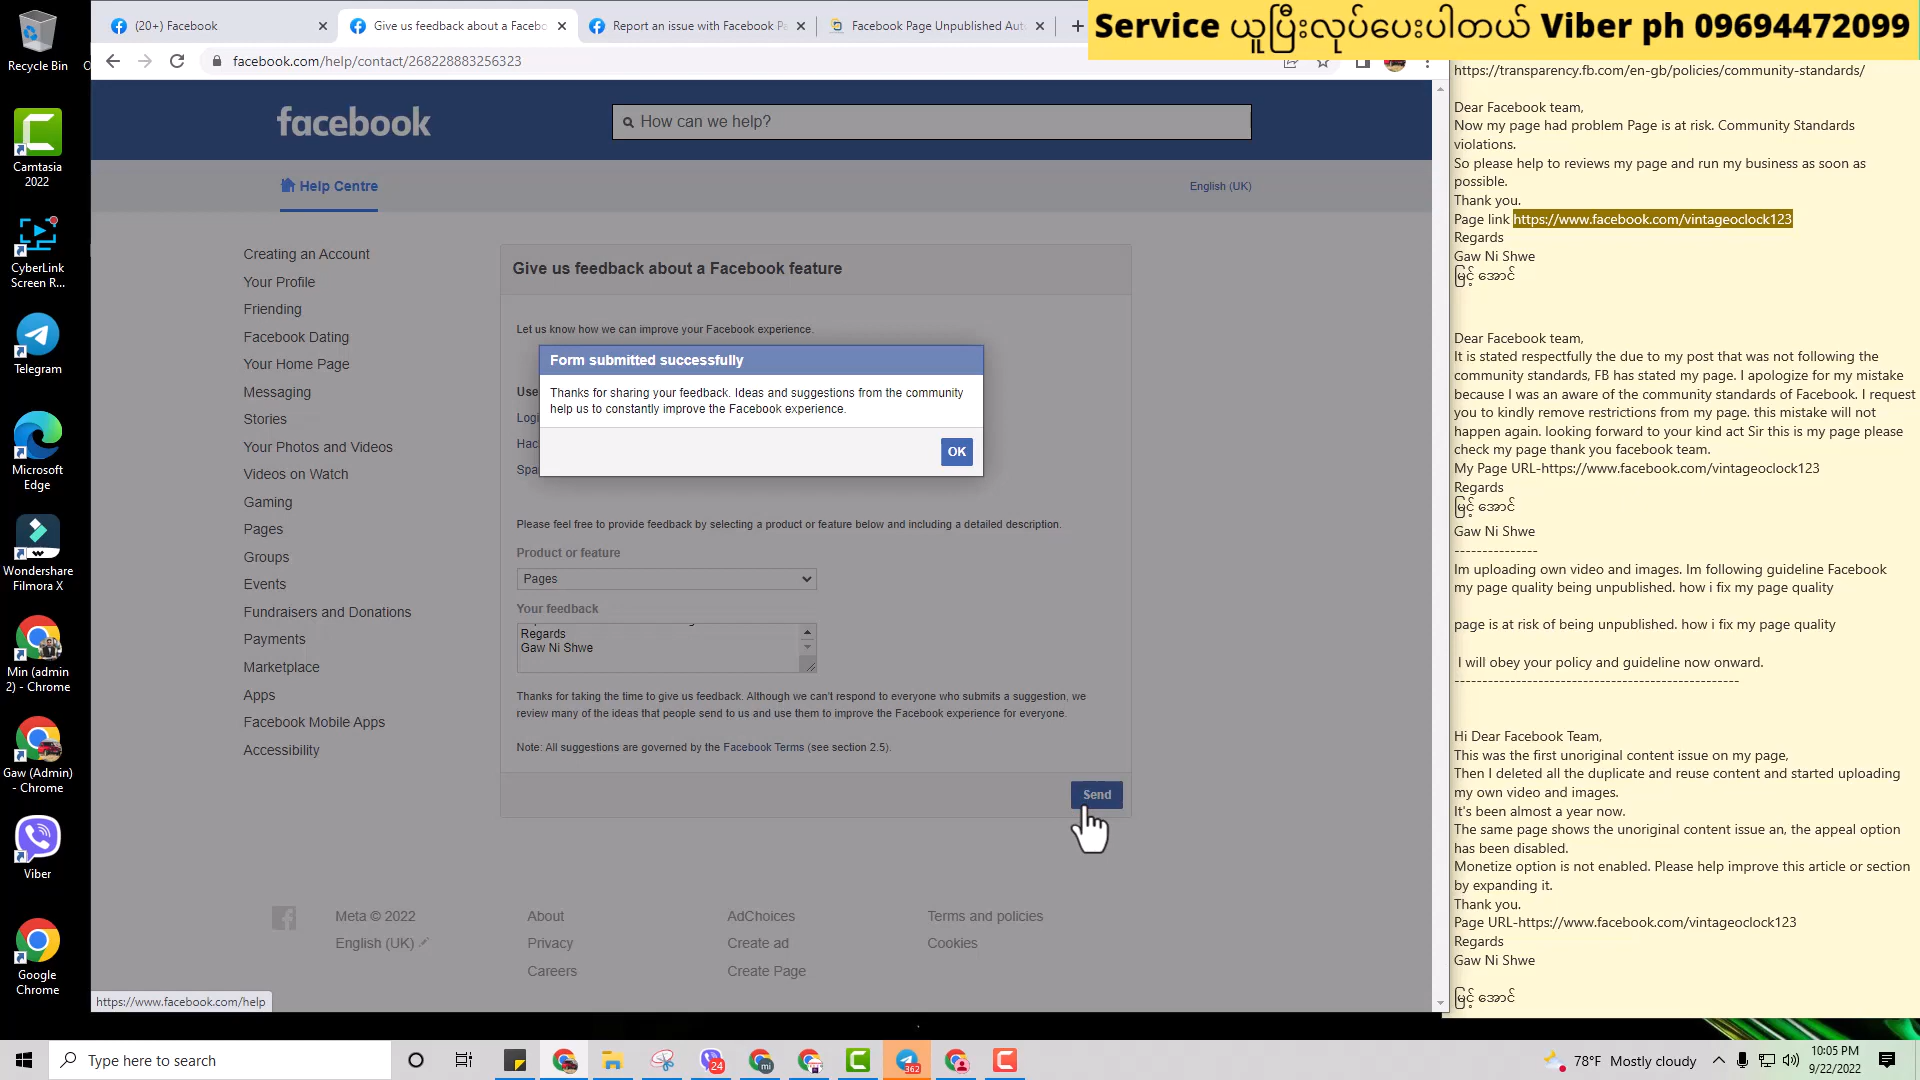 Service ယူပြီးလုပ်ပေးပါတယ် Viber ph 09694472099
(20+) Facebook
Give us feedback about a Facebo
Report an issue with Facebook Pa
Facebook Page Unpublished Aut
facebook.com/help/contact/268228883256323
Recycle Bin
Camtasia
2022
CyberLink
Screen R...
Telegram
Microsoft
Edge
Wondershare
Filmora X
Min (admin
2) - Chrome
Gaw (Admin)
- Chrome
Viber
Google
Chrome
facebook
How can we help?
Help Centre
English (UK)
Creating an Account
Your Profile
Friending
Facebook Dating
Your Home Page
Messaging
Stories
Your Photos and Videos
Videos on Watch
Gaming
Pages
Groups
Events
Fundraisers and Donations
Payments
Marketplace
Apps
Facebook Mobile Apps
Accessibility
Give us feedback about a Facebook feature
Let us know how we can improve your Facebook experience.
Use
Logi
Hac
Spa
Form submitted successfully
Thanks for sharing your feedback. Ideas and suggestions from the community
help us to constantly improve the Facebook experience.
OK
Please feel free to provide feedback by selecting a product or feature below and including a detailed description.
Product or feature
Pages
Your feedback
Regards
Gaw Ni Shwe
Thanks for taking the time to give us feedback. Although we can't respond to everyone who submits a suggestion, we
review many of the ideas that people send to us and use them to improve the Facebook experience for everyone.
Note: All suggestions are governed by the Facebook Terms (see section 2.5).
Send
Meta © 2022
English (UK)
About
Privacy
Careers
AdChoices
Create ad
Create Page
Terms and policies
Cookies
https://www.facebook.com/help
https://transparency.fb.com/en-gb/policies/community-standards/
Dear Facebook team,
Now my page had problem Page is at risk. Community Standards
violations.
So please help to reviews my page and run my business as soon as
possible.
Thank you.
Page link https://www.facebook.com/vintageoclock123
Regards
Gaw Ni Shwe
မြင့် အောင်
Dear Facebook team,
It is stated respectfully the due to my post that was not following the
community standards, FB has stated my page. I apologize for my mistake
because I was an aware of the community standards of Facebook. I request
you to kindly remove restrictions from my page. this mistake will not
happen again. looking forward to your kind act Sir this is my page please
check my page thank you facebook team.
My Page URL-https://www.facebook.com/vintageoclock123
Regards
မြင့် အောင်
Gaw Ni Shwe
---------------
Im uploading own video and images. Im following guideline Facebook
my page quality being unpublished. how i fix my page quality
page is at risk of being unpublished. how i fix my page quality
I will obey your policy and guideline now onward.
---------------------------------------------------
Hi Dear Facebook Team,
This was the first unoriginal content issue on my page,
Then I deleted all the duplicate and reuse content and started uploading
my own video and images.
It's been almost a year now.
The same page shows the unoriginal content issue an, the appeal option
has been disabled.
Monetize option is not enabled. Please help improve this article or section
by expanding it.
Thank you.
Page URL-https://www.facebook.com/vintageoclock123
Regards
Gaw Ni Shwe
မြင့် အောင်
Type here to search
24
mi
362
78°F Mostly cloudy
10:05 PM
9/22/2022